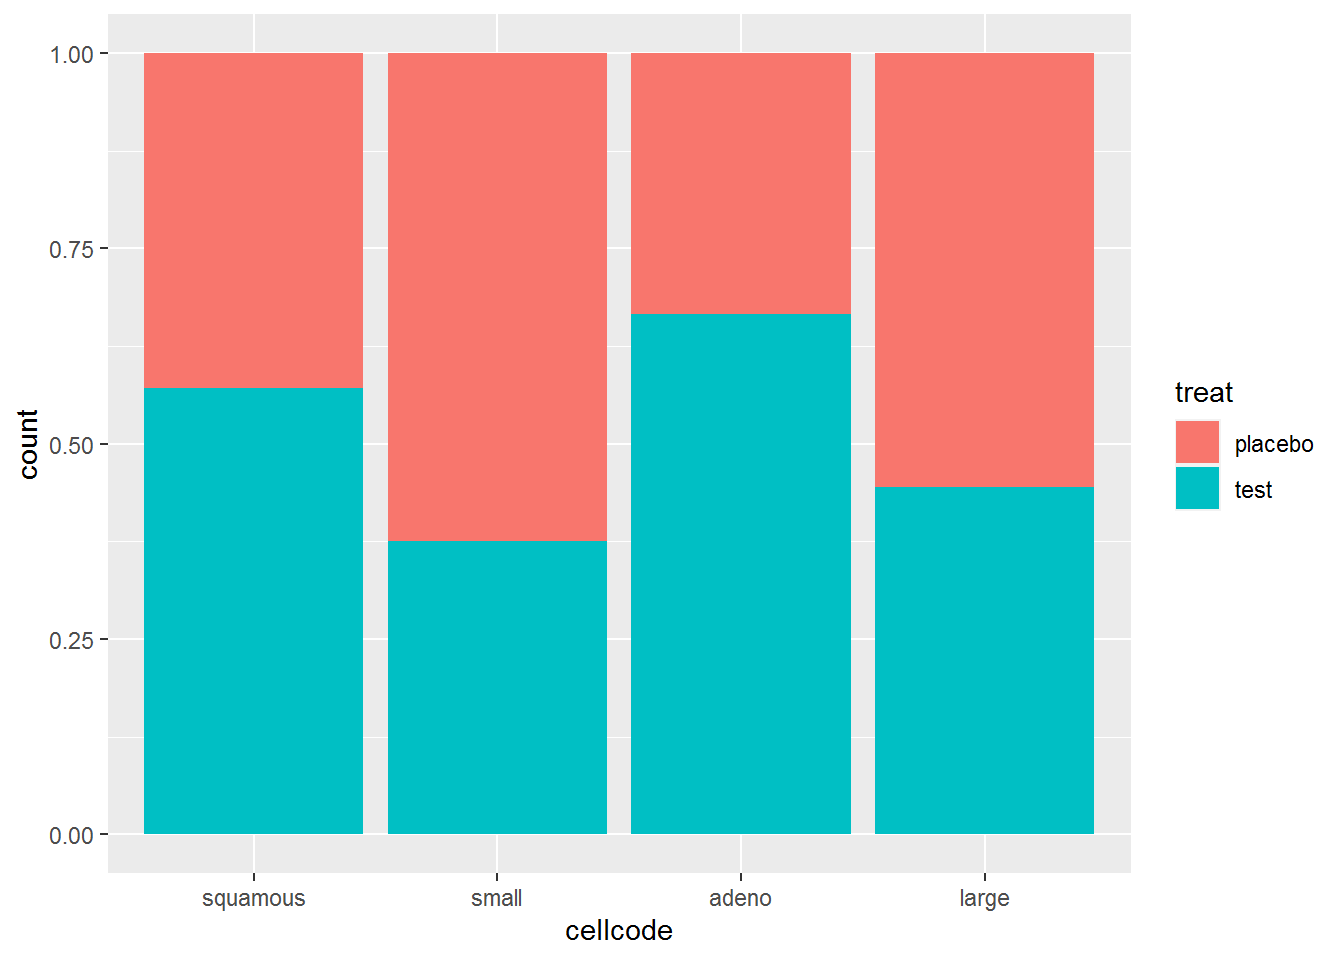 1.00
0.75
0.50
0.25
0.00
count
squamous
small
adeno
large
cellcode
treat
placebo
test